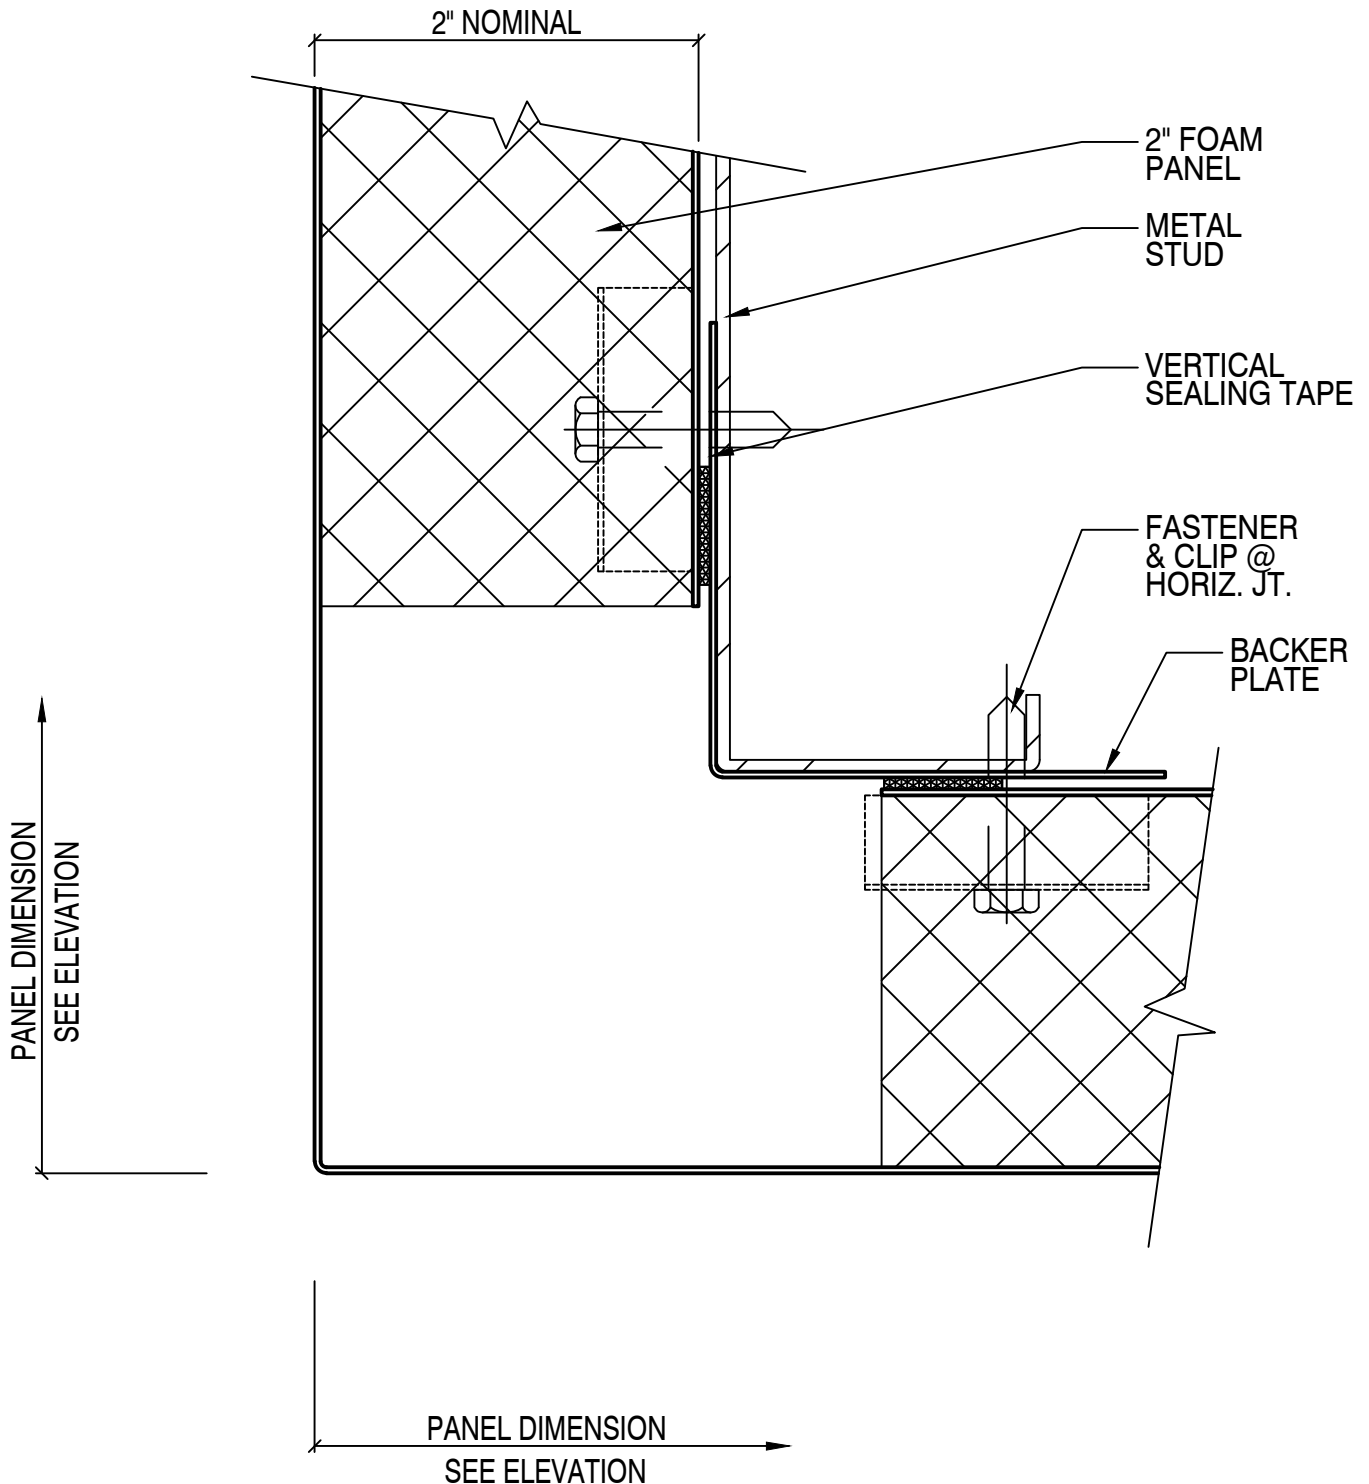 2" NOMINAL
2" FOAM
PANEL
METAL
STUD
VERTICAL
SEALING TAPE
FASTENER
& CLIP @
HORIZ. JT.
BACKER
PLATE
PANEL DIMENSION
SEE ELEVATION
PANEL DIMENSION
SEE ELEVATION